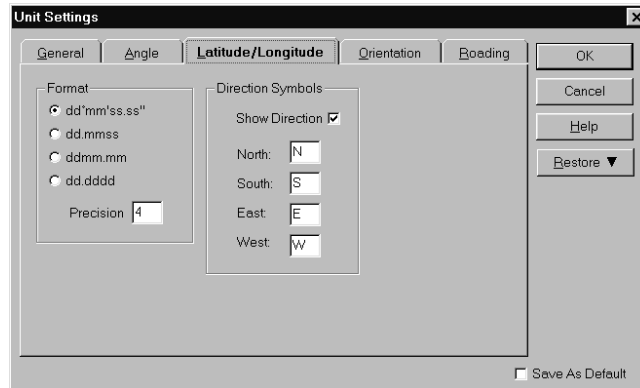 Unit Settings
General Angle Latitude/Longitude Orientation Roading
Format
dd°mm'ss.ss"
dd.mmss
ddmm.mm
dd.dddd
Precision 4
Direction Symbols
Show Direction
North: N
South: S
East: E
West: W
OK
Cancel
Help
Restore ▼
Save As Default